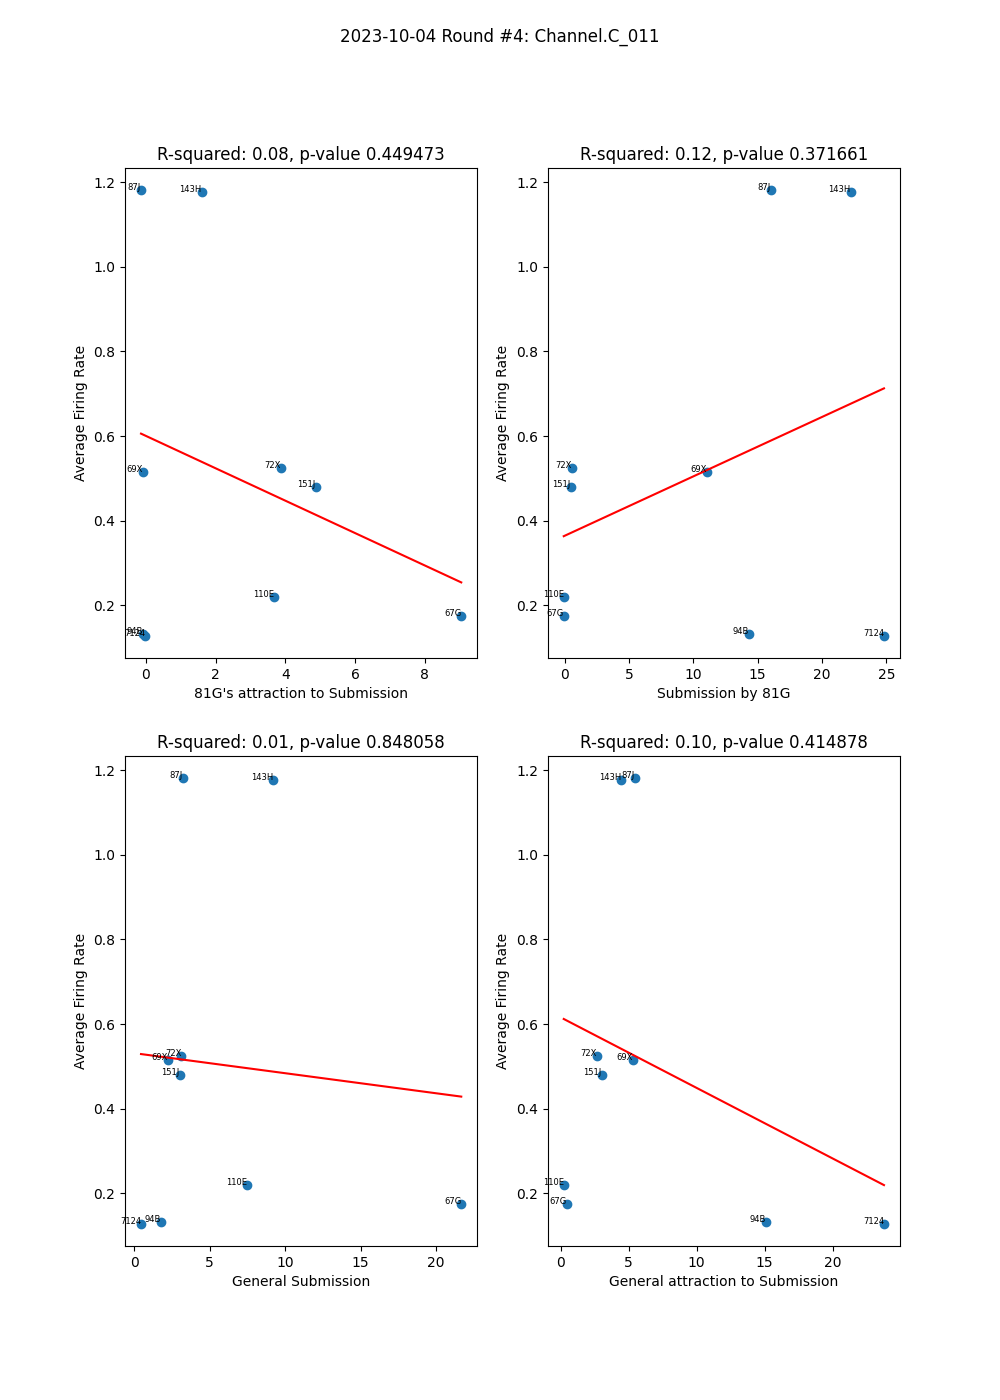 2023-10-04 Round #4: Channel.C_011
R-squared: 0.08, p-value 0.449473
1.2
1.0
0.8
0.6
0.4
0.2
Average Firing Rate
87J
143H
69X
72X
151J
110E
67G
94B
7124
0
2
4
6
8
81G's attraction to Submission
R-squared: 0.12, p-value 0.371661
1.2
1.0
0.8
0.6
0.4
0.2
Average Firing Rate
87J
143H
72X
69X
151J
110E
67G
94B
7124
0
5
10
15
20
25
Submission by 81G
R-squared: 0.01, p-value 0.848058
1.2
1.0
0.8
0.6
0.4
0.2
Average Firing Rate
87J
143H
69X
72X
151J
110E
67G
7124
94B
0
5
10
15
20
General Submission
R-squared: 0.10, p-value 0.414878
1.2
1.0
0.8
0.6
0.4
0.2
Average Firing Rate
143H
87J
72X
69X
151J
110E
67G
94B
7124
0
5
10
15
20
General attraction to Submission